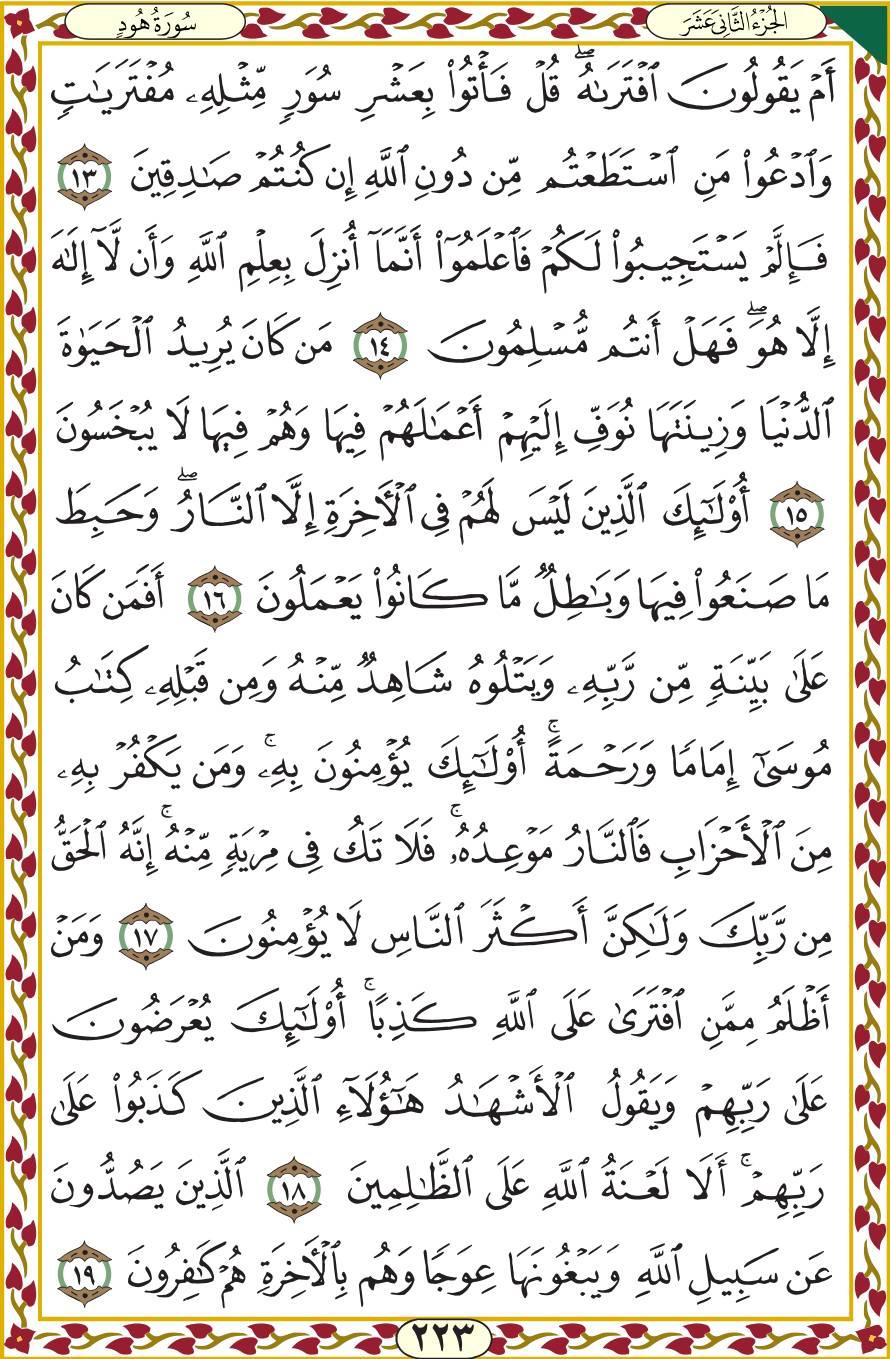 الجُزْءُ الثَّانِيَ عَشَرَ
سُورَةُ هُودٍ
أَمۡ يَقُولُونَ ٱفۡتَرَىٰهُۖ قُلۡ فَأۡتُواْ بِعَشۡرِ سُوَرٖ مِّثۡلِهِۦ مُفۡتَرَيَٰتٖ
وَٱدۡعُواْ مَنِ ٱسۡتَطَعۡتُم مِّن دُونِ ٱللَّهِ إِن كُنتُمۡ صَٰدِقِينَ ١٣
فَإِلَّمۡ يَسۡتَجِيبُواْ لَكُمۡ فَٱعۡلَمُوٓاْ أَنَّمَآ أُنزِلَ بِعِلۡمِ ٱللَّهِ وَأَن لَّآ إِلَٰهَ
إِلَّا هُوَۖ فَهَلۡ أَنتُم مُّسۡلِمُونَ ١٤ مَن كَانَ يُرِيدُ ٱلۡحَيَوٰةَ
ٱلدُّنۡيَا وَزِينَتَهَا نُوَفِّ إِلَيۡهِمۡ أَعۡمَٰلَهُمۡ فِيهَا وَهُمۡ فِيهَا لَا يُبۡخَسُونَ
١٥ أُوْلَٰٓئِكَ ٱلَّذِينَ لَيۡسَ لَهُمۡ فِي ٱلۡأٓخِرَةِ إِلَّا ٱلنَّارُۖ وَحَبِطَ
مَا صَنَعُواْ فِيهَا وَبَٰطِلٞ مَّا كَانُواْ يَعۡمَلُونَ ١٦ أَفَمَن كَانَ
عَلَىٰ بَيِّنَةٖ مِّن رَّبِّهِۦ وَيَتۡلُوهُ شَاهِدٞ مِّنۡهُ وَمِن قَبۡلِهِۦ كِتَٰبُ
مُوسَىٰٓ إِمَامٗا وَرَحۡمَةًۚ أُوْلَٰٓئِكَ يُؤۡمِنُونَ بِهِۦۚ وَمَن يَكۡفُرۡ بِهِۦ
مِنَ ٱلۡأَحۡزَابِ فَٱلنَّارُ مَوۡعِدُهُۥۚ فَلَا تَكُ فِي مِرۡيَةٖ مِّنۡهُۚ إِنَّهُ ٱلۡحَقُّ
مِن رَّبِّكَ وَلَٰكِنَّ أَكۡثَرَ ٱلنَّاسِ لَا يُؤۡمِنُونَ ١٧ وَمَنۡ
أَظۡلَمُ مِمَّنِ ٱفۡتَرَىٰ عَلَى ٱللَّهِ كَذِبًاۚ أُوْلَٰٓئِكَ يُعۡرَضُونَ
عَلَىٰ رَبِّهِمۡ وَيَقُولُ ٱلۡأَشۡهَٰدُ هَٰٓؤُلَآءِ ٱلَّذِينَ كَذَبُواْ عَلَىٰ
رَبِّهِمۡۚ أَلَا لَعۡنَةُ ٱللَّهِ عَلَى ٱلظَّٰلِمِينَ ١٨ ٱلَّذِينَ يَصُدُّونَ
عَن سَبِيلِ ٱللَّهِ وَيَبۡغُونَهَا عِوَجٗا وَهُم بِٱلۡأٓخِرَةِ هُمۡ كَٰفِرُونَ ١٩
٢٢٣